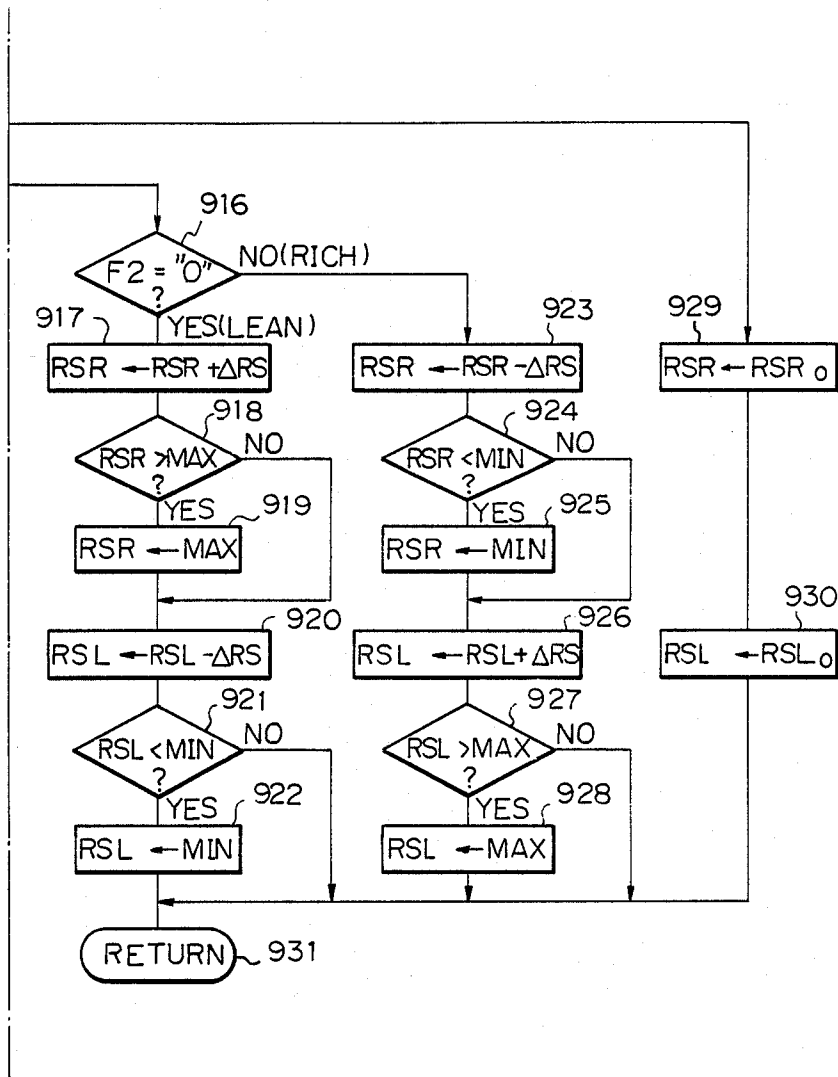 916
F2 = "0"
?
NO(RICH)
YES(LEAN)
917
RSR ←RSR +ΔRS
918
RSR >MAX
?
NO
YES
919
RSR ←MAX
920
RSL ←RSL -ΔRS
921
RSL <MIN
?
NO
YES
922
RSL ←MIN
923
RSR ←RSR -ΔRS
924
RSR <MIN
?
NO
YES
925
RSR ←MIN
926
RSL ←RSL+ΔRS
927
RSL >MAX
?
NO
YES
928
RSL ←MAX
929
RSR ←RSR 0
930
RSL ←RSL0
RETURN
931